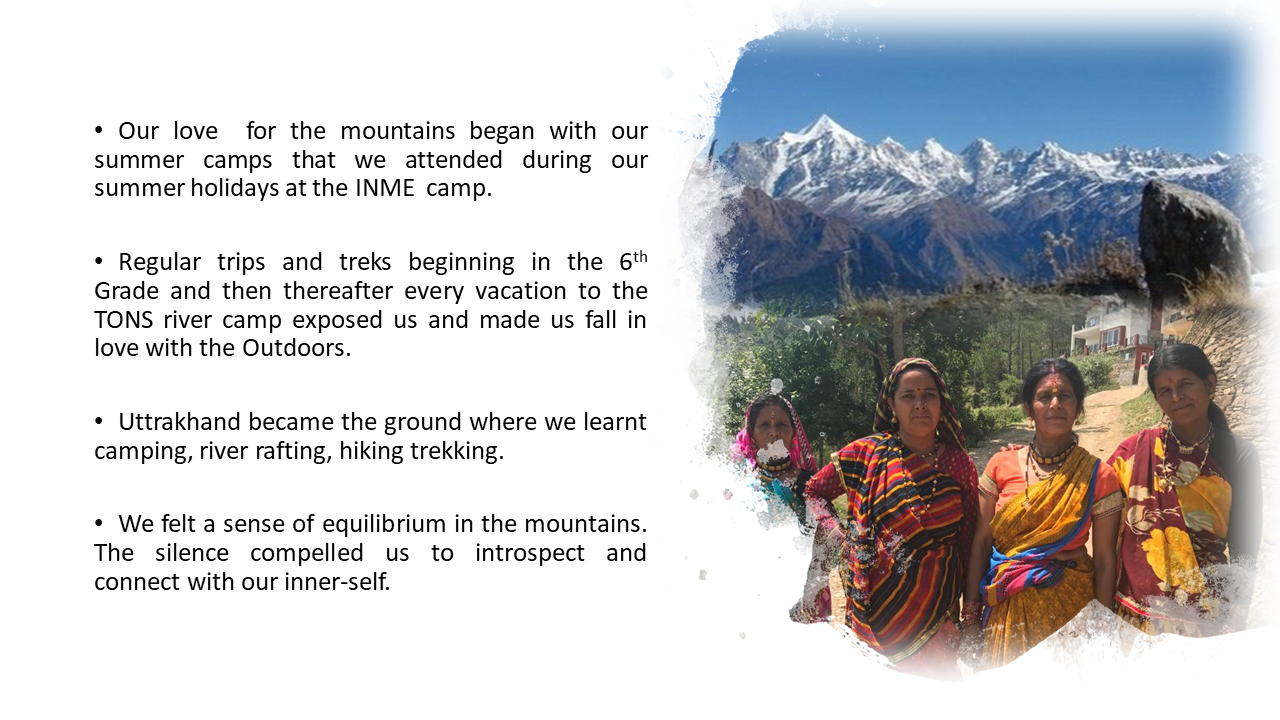 • Our love for the mountains began with our
summer camps that we attended during our
summer holidays at the INME camp.
• Regular trips and treks beginning in the 6th
Grade and then thereafter every vacation to the
TONS river camp exposed us and made us fall in
love with the Outdoors.
• Uttrakhand became the ground where we learnt
camping, river rafting, hiking trekking.
• We felt a sense of equilibrium in the mountains.
The silence compelled us to introspect and
connect with our inner-self.